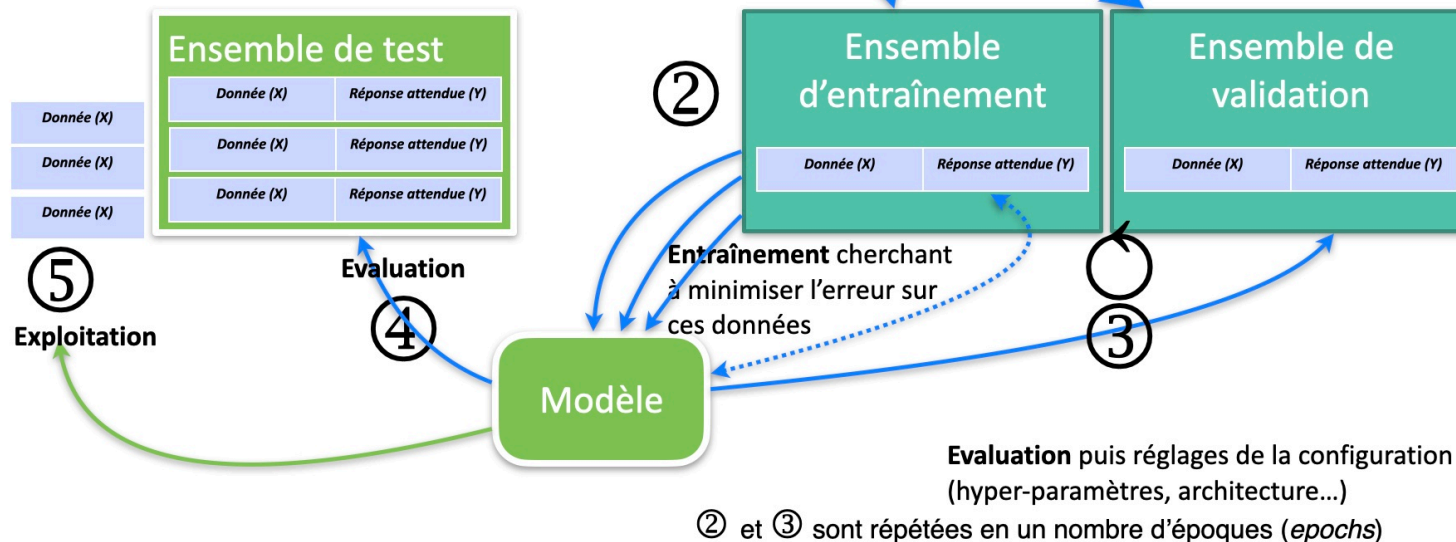 Ensemble de test
Donnée (X) Réponse attendue (Y)
Donnée (X) Réponse attendue (Y)
Donnée (X) Réponse attendue (Y)
Donnée (X)
Donnée (X)
Donnée (X)
⑤
Exploitation
Evaluation
④
②
Ensemble
d’entraînement
Donnée (X) Réponse attendue (Y)
Ensemble de
validation
Donnée (X) Réponse attendue (Y)
Entraînement cherchant
à minimiser l’erreur sur
ces données
③
Modèle
Evaluation puis réglages de la configuration
(hyper-paramètres, architecture…)
② et ③ sont répétées en un nombre d’époques (epochs)